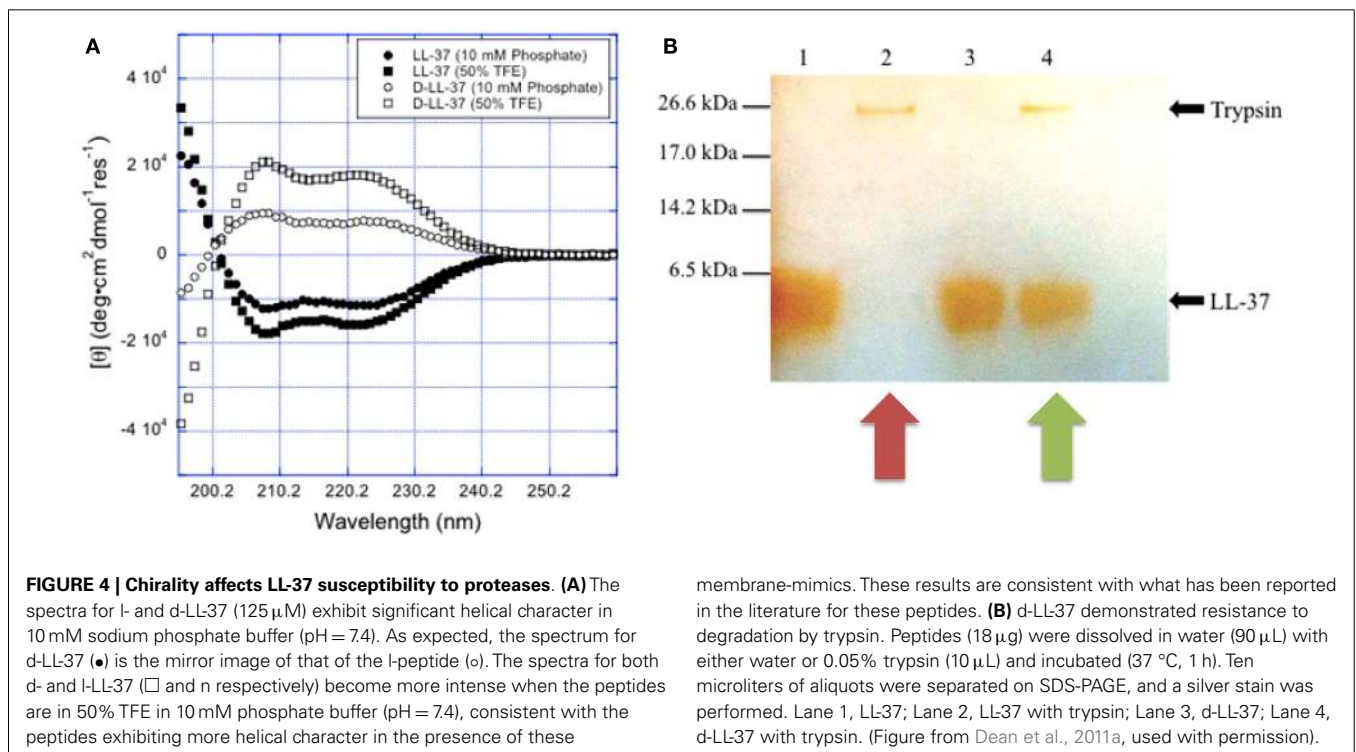 A
LL-37 (10 mM Phosphate)
LL-37 (50% TFE)
D-LL-37 (10 mM Phosphate)
D-LL-37 (50% TFE)
4 10⁴
2 10⁴
0
-2 10⁴
-4 10⁴
[θ] (deg•cm² dmol⁻¹ res⁻¹)
200.2 210.2 220.2 230.2 240.2 250.2
Wavelength (nm)
B
1 2 3 4
26.6 kDa
17.0 kDa
14.2 kDa
6.5 kDa
Trypsin
LL-37
FIGURE 4 | Chirality affects LL-37 susceptibility to proteases. (A) The
spectra for l- and d-LL-37 (125 μM) exhibit significant helical character in
10 mM sodium phosphate buffer (pH = 7.4). As expected, the spectrum for
d-LL-37 (●) is the mirror image of that of the l-peptide (○). The spectra for both
d- and l-LL-37 (□ and n respectively) become more intense when the peptides
are in 50% TFE in 10 mM phosphate buffer (pH = 7.4), consistent with the
peptides exhibiting more helical character in the presence of these
membrane-mimics. These results are consistent with what has been reported
in the literature for these peptides. (B) d-LL-37 demonstrated resistance to
degradation by trypsin. Peptides (18 μg) were dissolved in water (90 μL) with
either water or 0.05% trypsin (10 μL) and incubated (37 °C, 1 h). Ten
microliters of aliquots were separated on SDS-PAGE, and a silver stain was
performed. Lane 1, LL-37; Lane 2, LL-37 with trypsin; Lane 3, d-LL-37; Lane 4,
d-LL-37 with trypsin. (Figure from Dean et al., 2011a, used with permission).